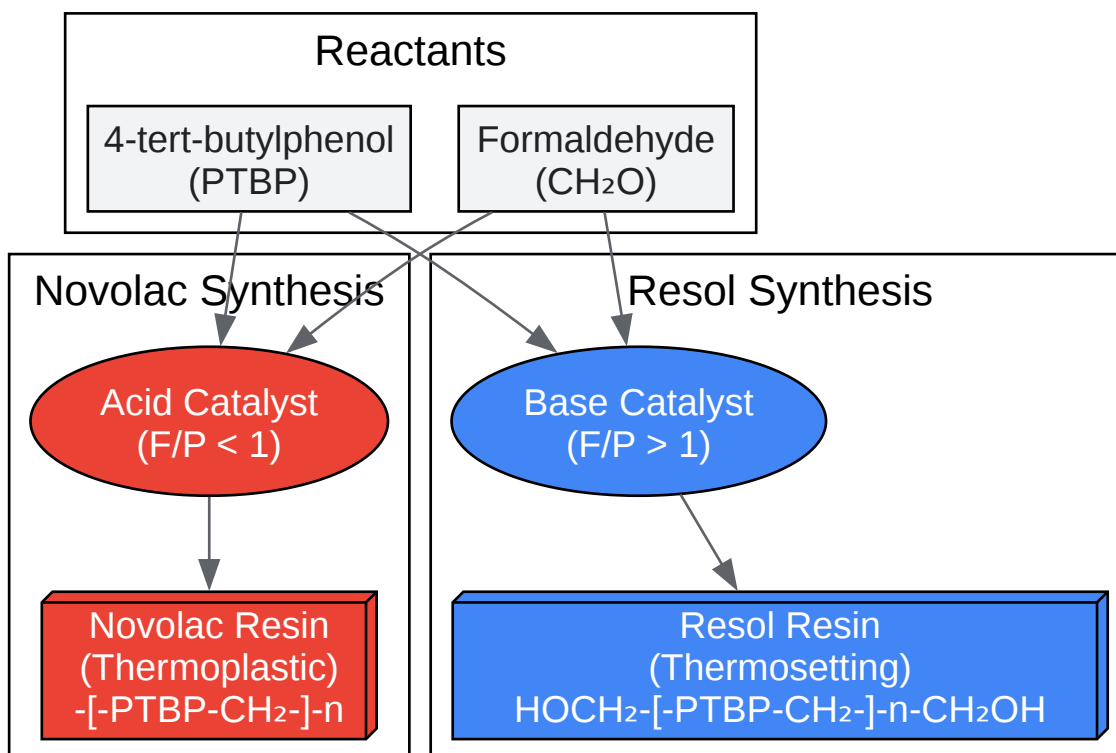 Reactants
4-tert-butylphenol
(PTBP)
Formaldehyde
(CH₂O)
Novolac Synthesis
Resol Synthesis
Acid Catalyst
(F/P < 1)
Base Catalyst
(F/P > 1)
Novolac Resin
(Thermoplastic)
-[-PTBP-CH₂-]-n
Resol Resin
(Thermosetting)
HOCH₂-[-PTBP-CH₂-]-n-CH₂OH